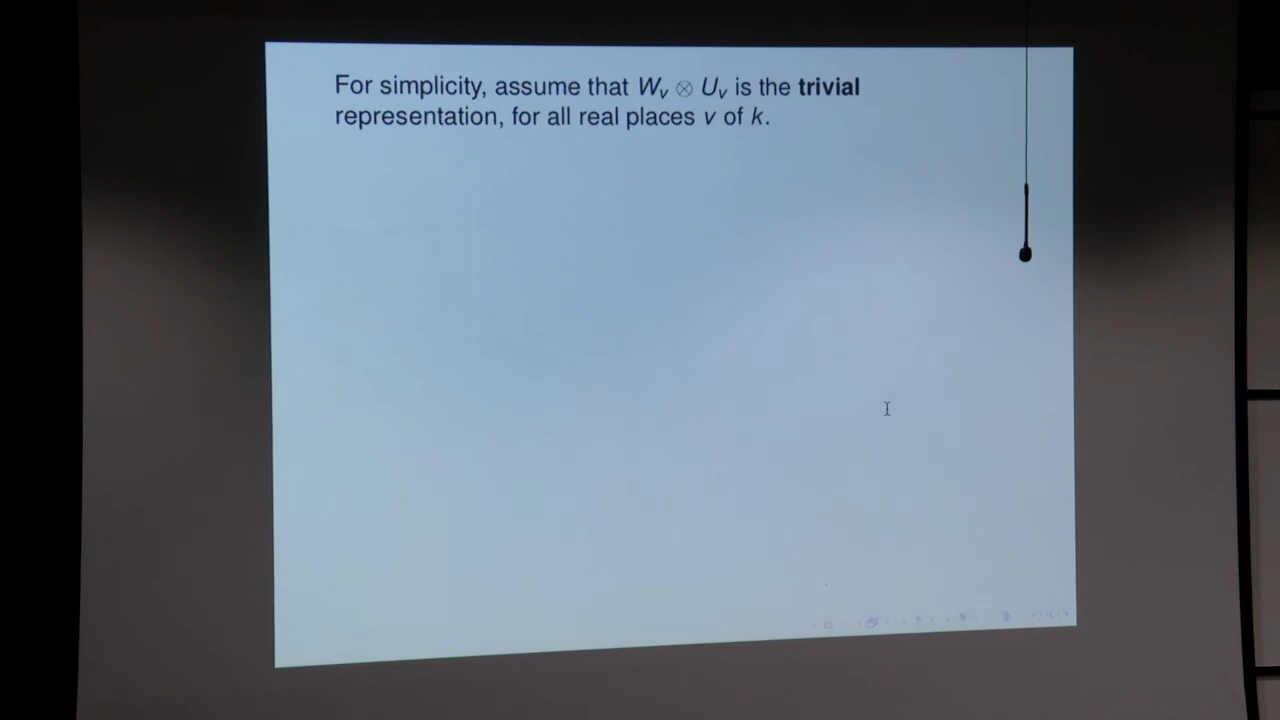 For simplicity, assume that W_v ⊗ U_v is the trivial
representation, for all real places v of k.